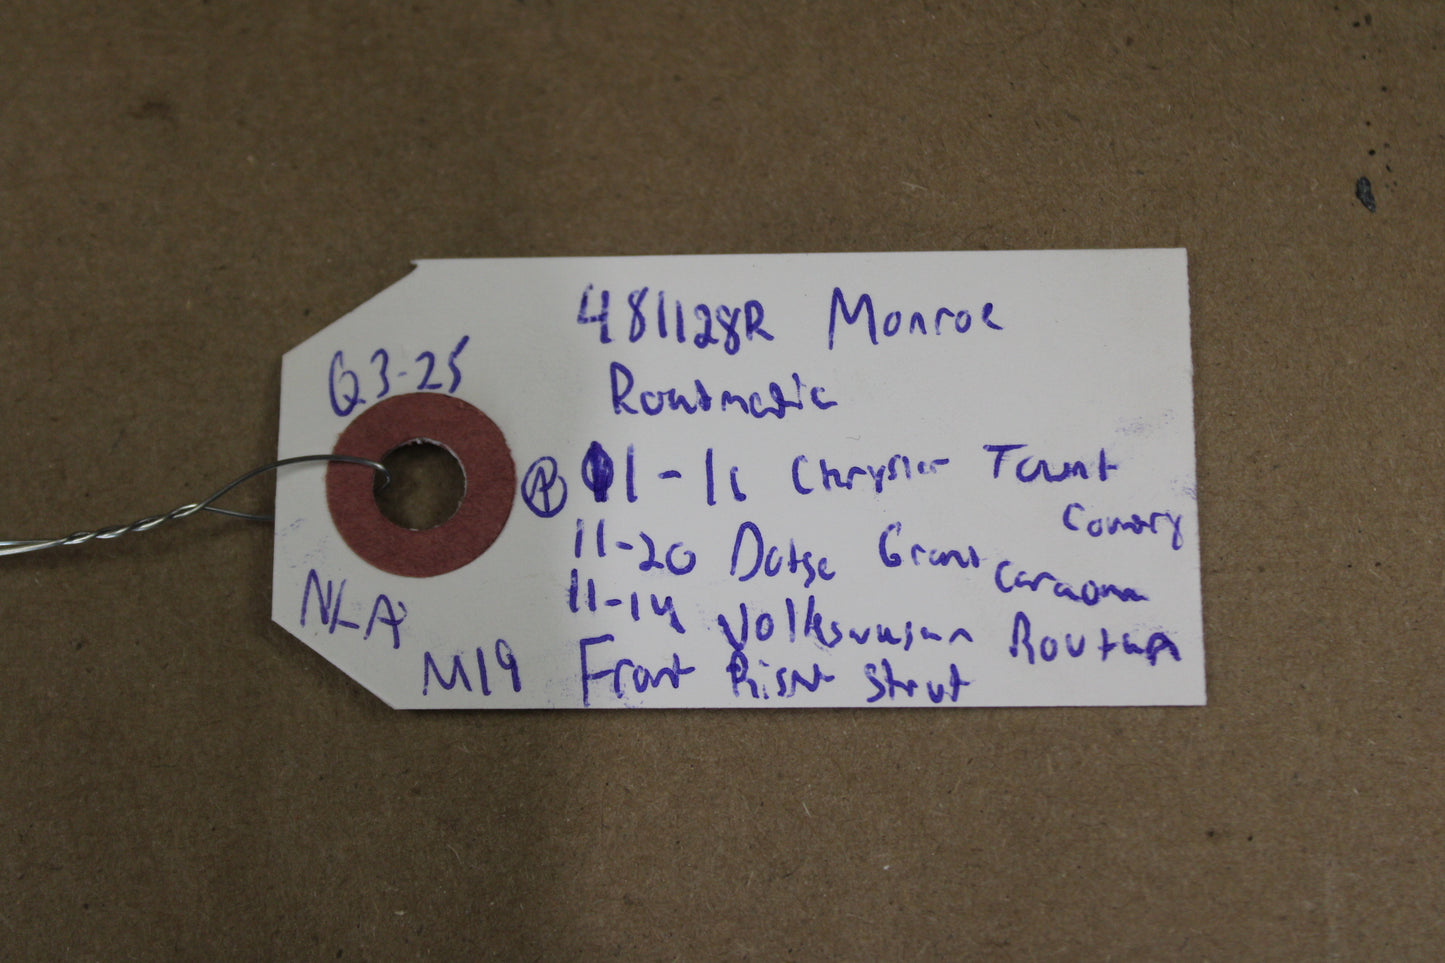 Q3-25
481128R Monroe
Roadmatic
Ⓐ 11-16 Chrysler Town+
Country
11-20 Dodge Grand Caravan
11-14 Volkswagen Routan
Front Right Strut
NLA
M19